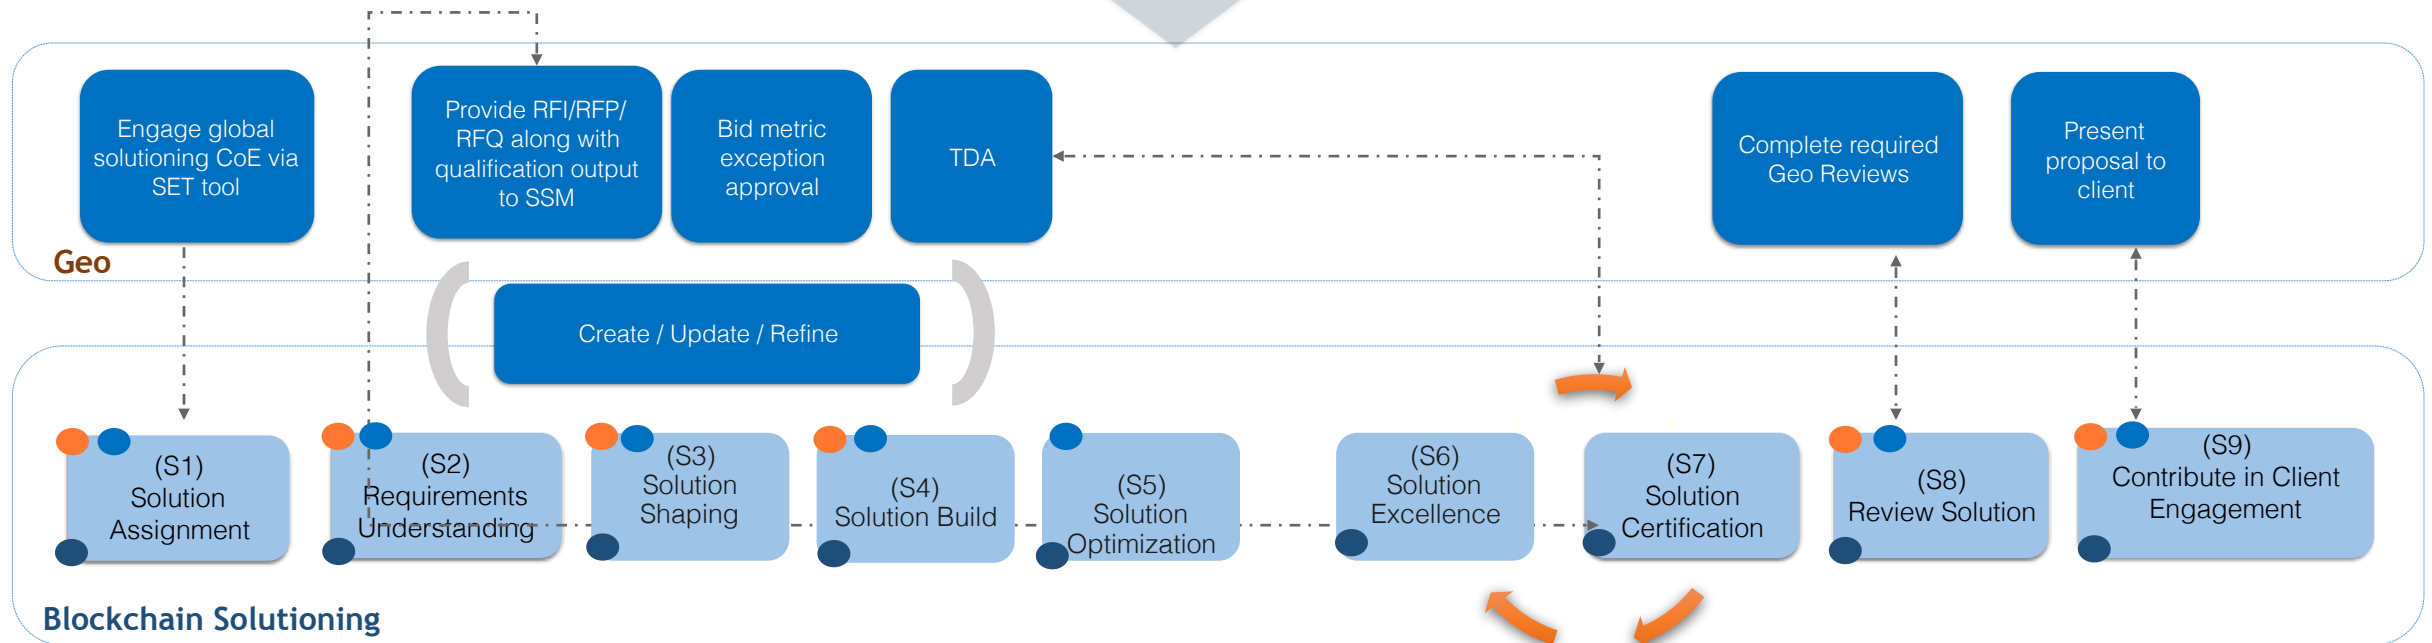 Engage global
solutioning CoE via
SET tool
Provide RFI/RFP/
RFQ along with
qualification output
to SSM
Bid metric
exception
approval
TDA
Complete required
Geo Reviews
Present
proposal to
client
Geo
Create / Update / Refine
(S1)
Solution
Assignment
(S2)
Requirements
Understanding
(S3)
Solution
Shaping
(S4)
Solution Build
(S5)
Solution
Optimization
(S6)
Solution
Excellence
(S7)
Solution
Certification
(S8)
Review Solution
(S9)
Contribute in Client
Engagement
Blockchain Solutioning